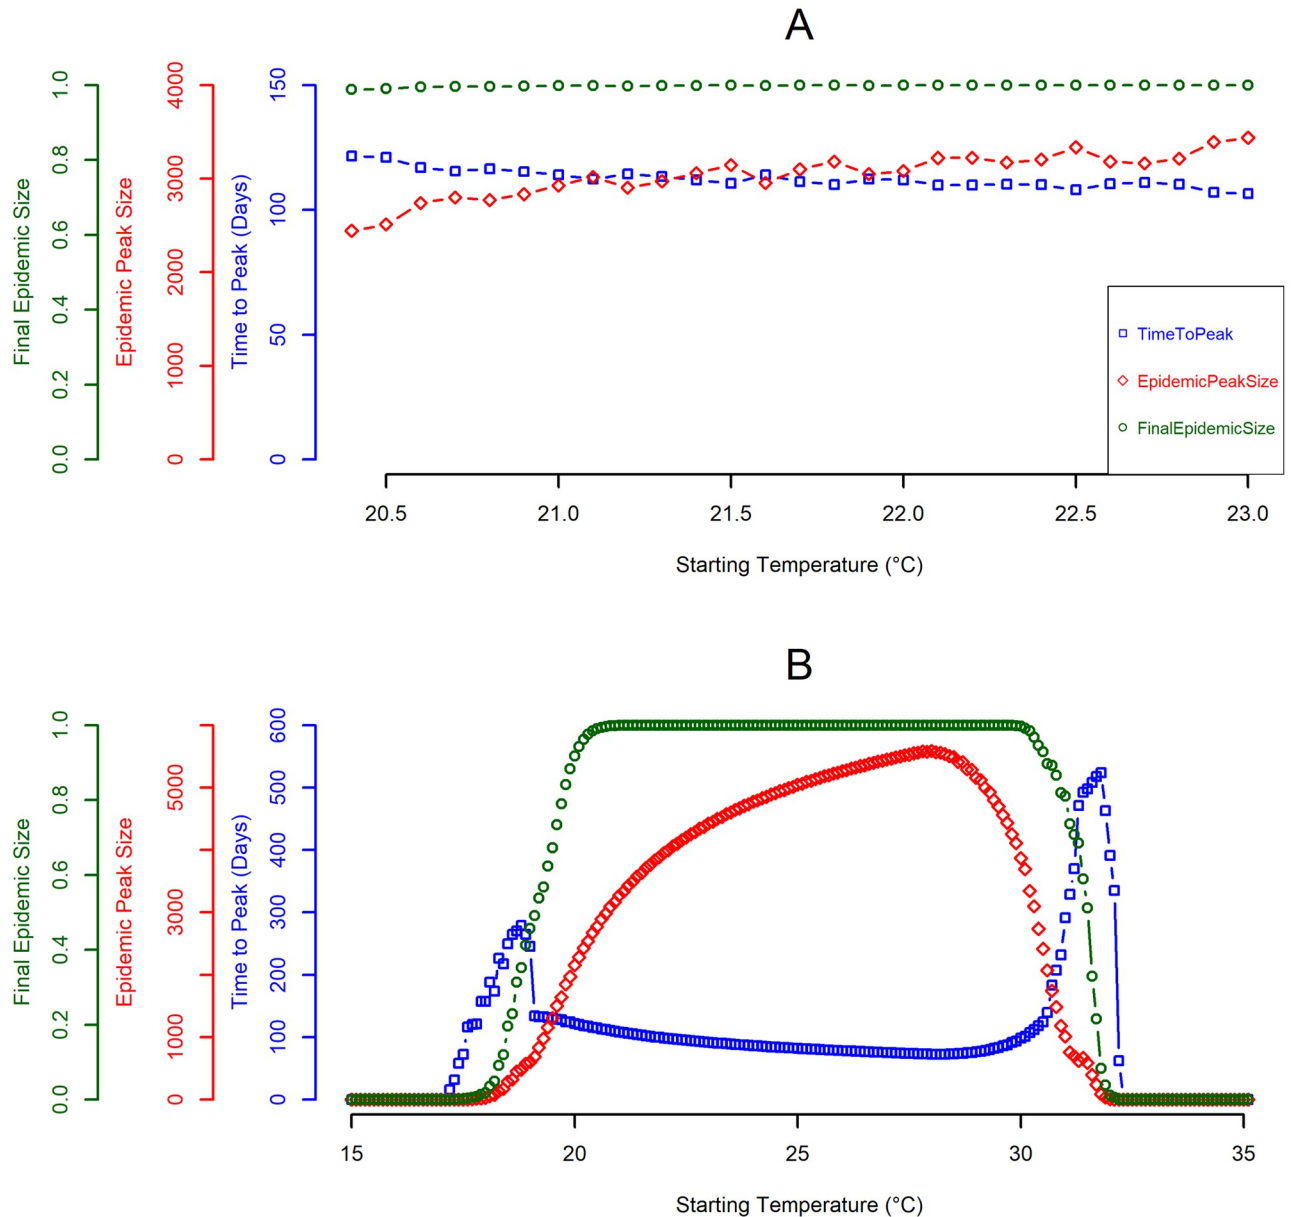 A
Final Epidemic Size
0.0 0.2 0.4 0.6 0.8 1.0
Epidemic Peak Size
0 1000 2000 3000 4000
Time to Peak (Days)
0 50 100 150
TimeToPeak
EpidemicPeakSize
FinalEpidemicSize
20.5 21.0 21.5 22.0 22.5 23.0
Starting Temperature (°C)
B
Final Epidemic Size
0.0 0.2 0.4 0.6 0.8 1.0
Epidemic Peak Size
0 1000 3000 5000
Time to Peak (Days)
0 100 200 300 400 500 600
15 20 25 30 35
Starting Temperature (°C)